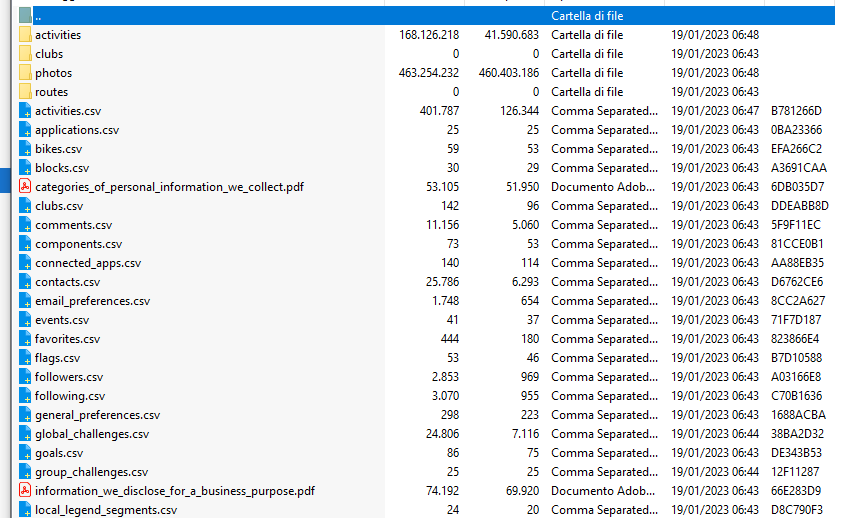 .. Cartella di file
activities 168.126.218 41.590.683 Cartella di file 19/01/2023 06:48
clubs 0 0 Cartella di file 19/01/2023 06:43
photos 463.254.232 460.403.186 Cartella di file 19/01/2023 06:48
routes 0 0 Cartella di file 19/01/2023 06:43
activities.csv 401.787 126.344 Comma Separated... 19/01/2023 06:47 B781266D
applications.csv 25 25 Comma Separated... 19/01/2023 06:43 0BA23366
bikes.csv 59 53 Comma Separated... 19/01/2023 06:43 EFA266C2
blocks.csv 30 29 Comma Separated... 19/01/2023 06:43 A3691CAA
categories_of_personal_information_we_collect.pdf 53.105 51.950 Documento Adob... 19/01/2023 06:43 6DB035D7
clubs.csv 142 96 Comma Separated... 19/01/2023 06:43 DDEABB8D
comments.csv 11.156 5.060 Comma Separated... 19/01/2023 06:43 5F9F11EC
components.csv 73 53 Comma Separated... 19/01/2023 06:43 81CCE0B1
connected_apps.csv 140 114 Comma Separated... 19/01/2023 06:43 AA88EB35
contacts.csv 25.786 6.293 Comma Separated... 19/01/2023 06:43 D6762CE6
email_preferences.csv 1.748 654 Comma Separated... 19/01/2023 06:43 8CC2A627
events.csv 41 37 Comma Separated... 19/01/2023 06:43 71F7D187
favorites.csv 444 180 Comma Separated... 19/01/2023 06:43 823866E4
flags.csv 53 46 Comma Separated... 19/01/2023 06:43 B7D10588
followers.csv 2.853 969 Comma Separated... 19/01/2023 06:43 A03166E8
following.csv 3.070 955 Comma Separated... 19/01/2023 06:43 C70B1636
general_preferences.csv 298 223 Comma Separated... 19/01/2023 06:43 1688ACBA
global_challenges.csv 24.806 7.116 Comma Separated... 19/01/2023 06:44 38BA2D32
goals.csv 86 75 Comma Separated... 19/01/2023 06:43 DE343B53
group_challenges.csv 25 25 Comma Separated... 19/01/2023 06:44 12F11287
information_we_disclose_for_a_business_purpose.pdf 74.192 69.920 Documento Adob... 19/01/2023 06:43 66E283D9
local_legend_segments.csv 24 20 Comma Separated... 19/01/2023 06:43 D8C790F3